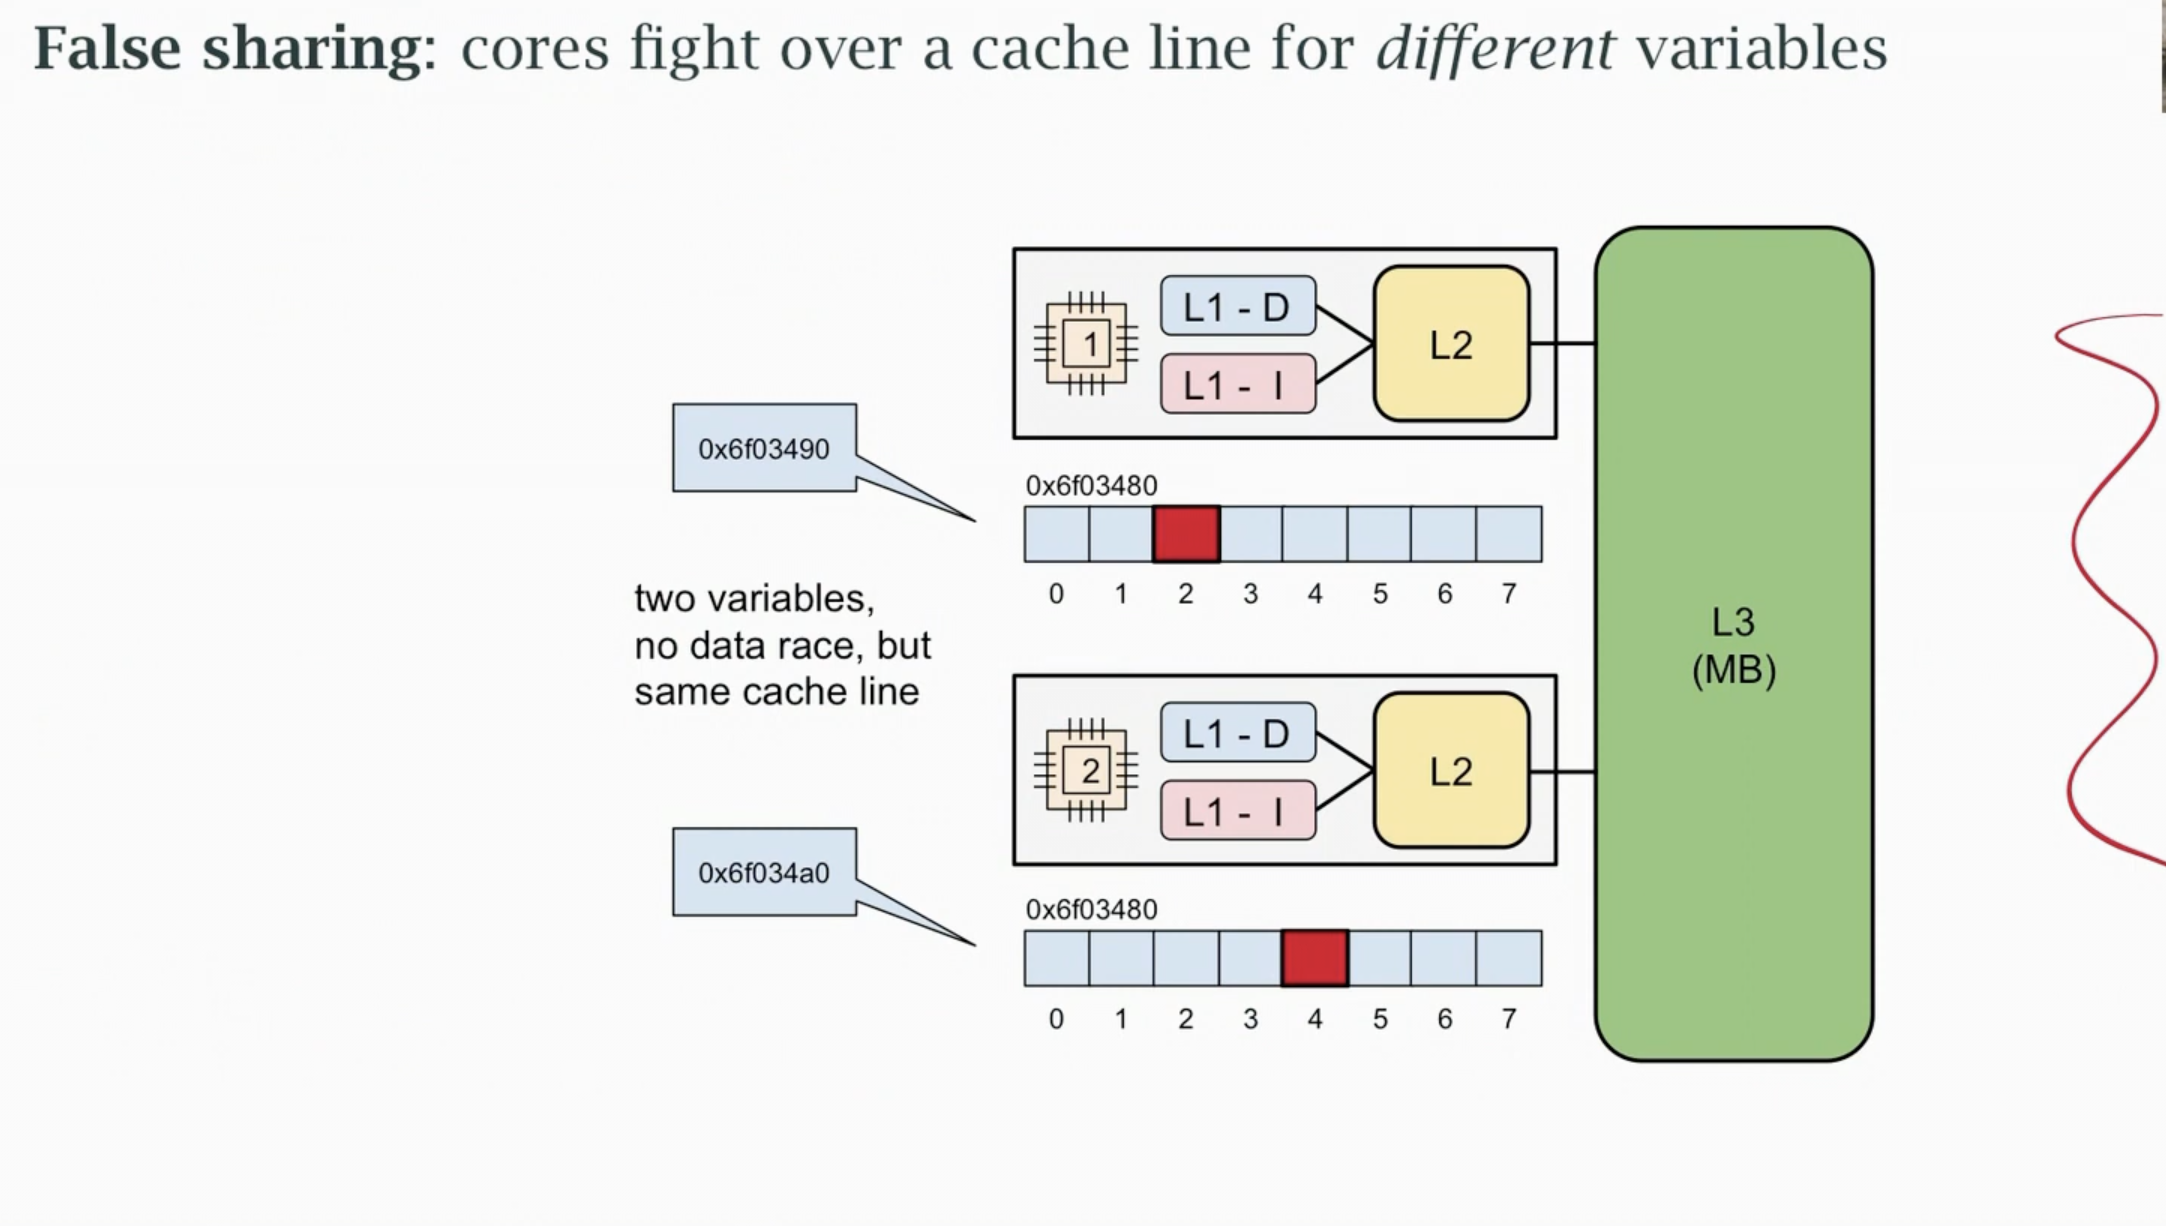 False sharing: cores fight over a cache line for different variables
1
L1 - D
L1 - I
L2
0x6f03490
0x6f03480
0 1 2 3 4 5 6 7
two variables,
no data race, but
same cache line
2
L1 - D
L1 - I
L2
L3
(MB)
0x6f034a0
0x6f03480
0 1 2 3 4 5 6 7